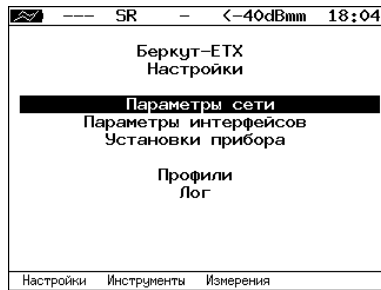 --- SR - <-40dBmm 18:04
Беркут-ETX
Настройки
Параметры сети
Параметры интерфейсов
Установки прибора
Профили
Лог
Настройки Инструменты Измерения